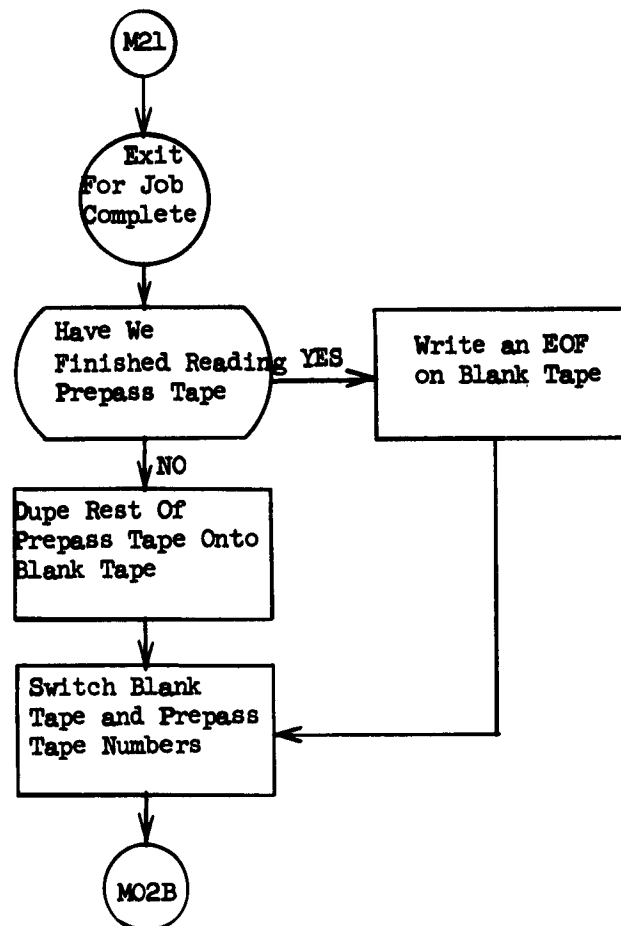 M21
Exit
For Job
Complete
Have We
Finished Reading
Prepass Tape
YES
Write an EOF
on Blank Tape
NO
Dupe Rest Of
Prepass Tape Onto
Blank Tape
Switch Blank
Tape and Prepass
Tape Numbers
M02B